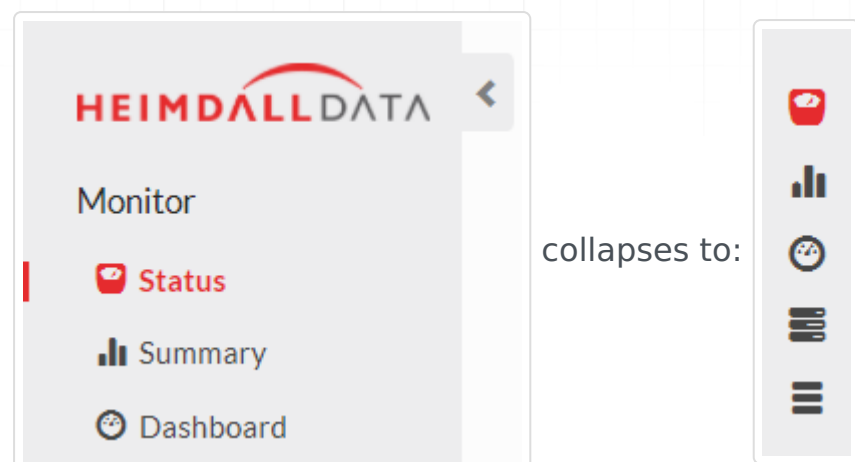 HEIMDALLDATA
Monitor
Status
Summary
Dashboard
collapses to: